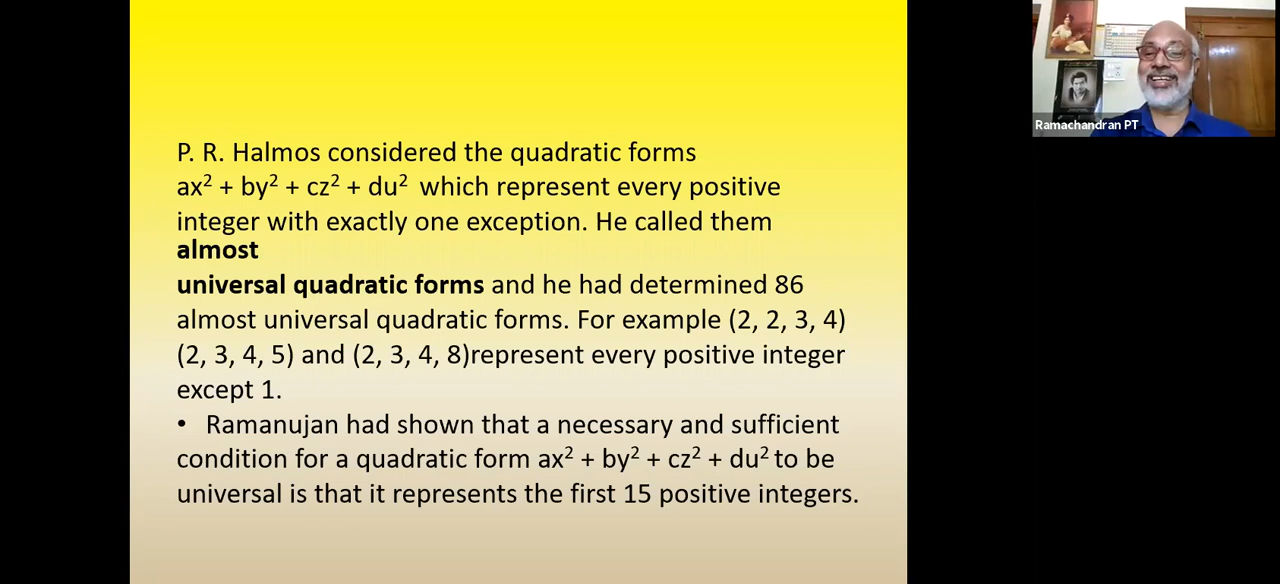 P. R. Halmos considered the quadratic forms
ax² + by² + cz² + du² which represent every positive
integer with exactly one exception. He called them
almost
universal quadratic forms and he had determined 86
almost universal quadratic forms. For example (2, 2, 3, 4)
(2, 3, 4, 5) and (2, 3, 4, 8)represent every positive integer
except 1.
• Ramanujan had shown that a necessary and sufficient
condition for a quadratic form ax² + by² + cz² + du² to be
universal is that it represents the first 15 positive integers.
Ramachandran PT